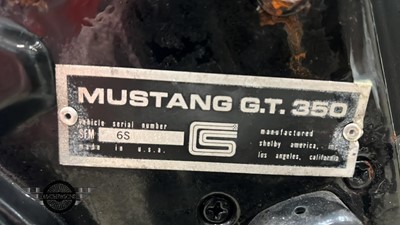 MUSTANG G.T. 350
vehicle serial number
SFM 6S
made in u.s.a.
manufactured
shelby america, inc
los angeles, california